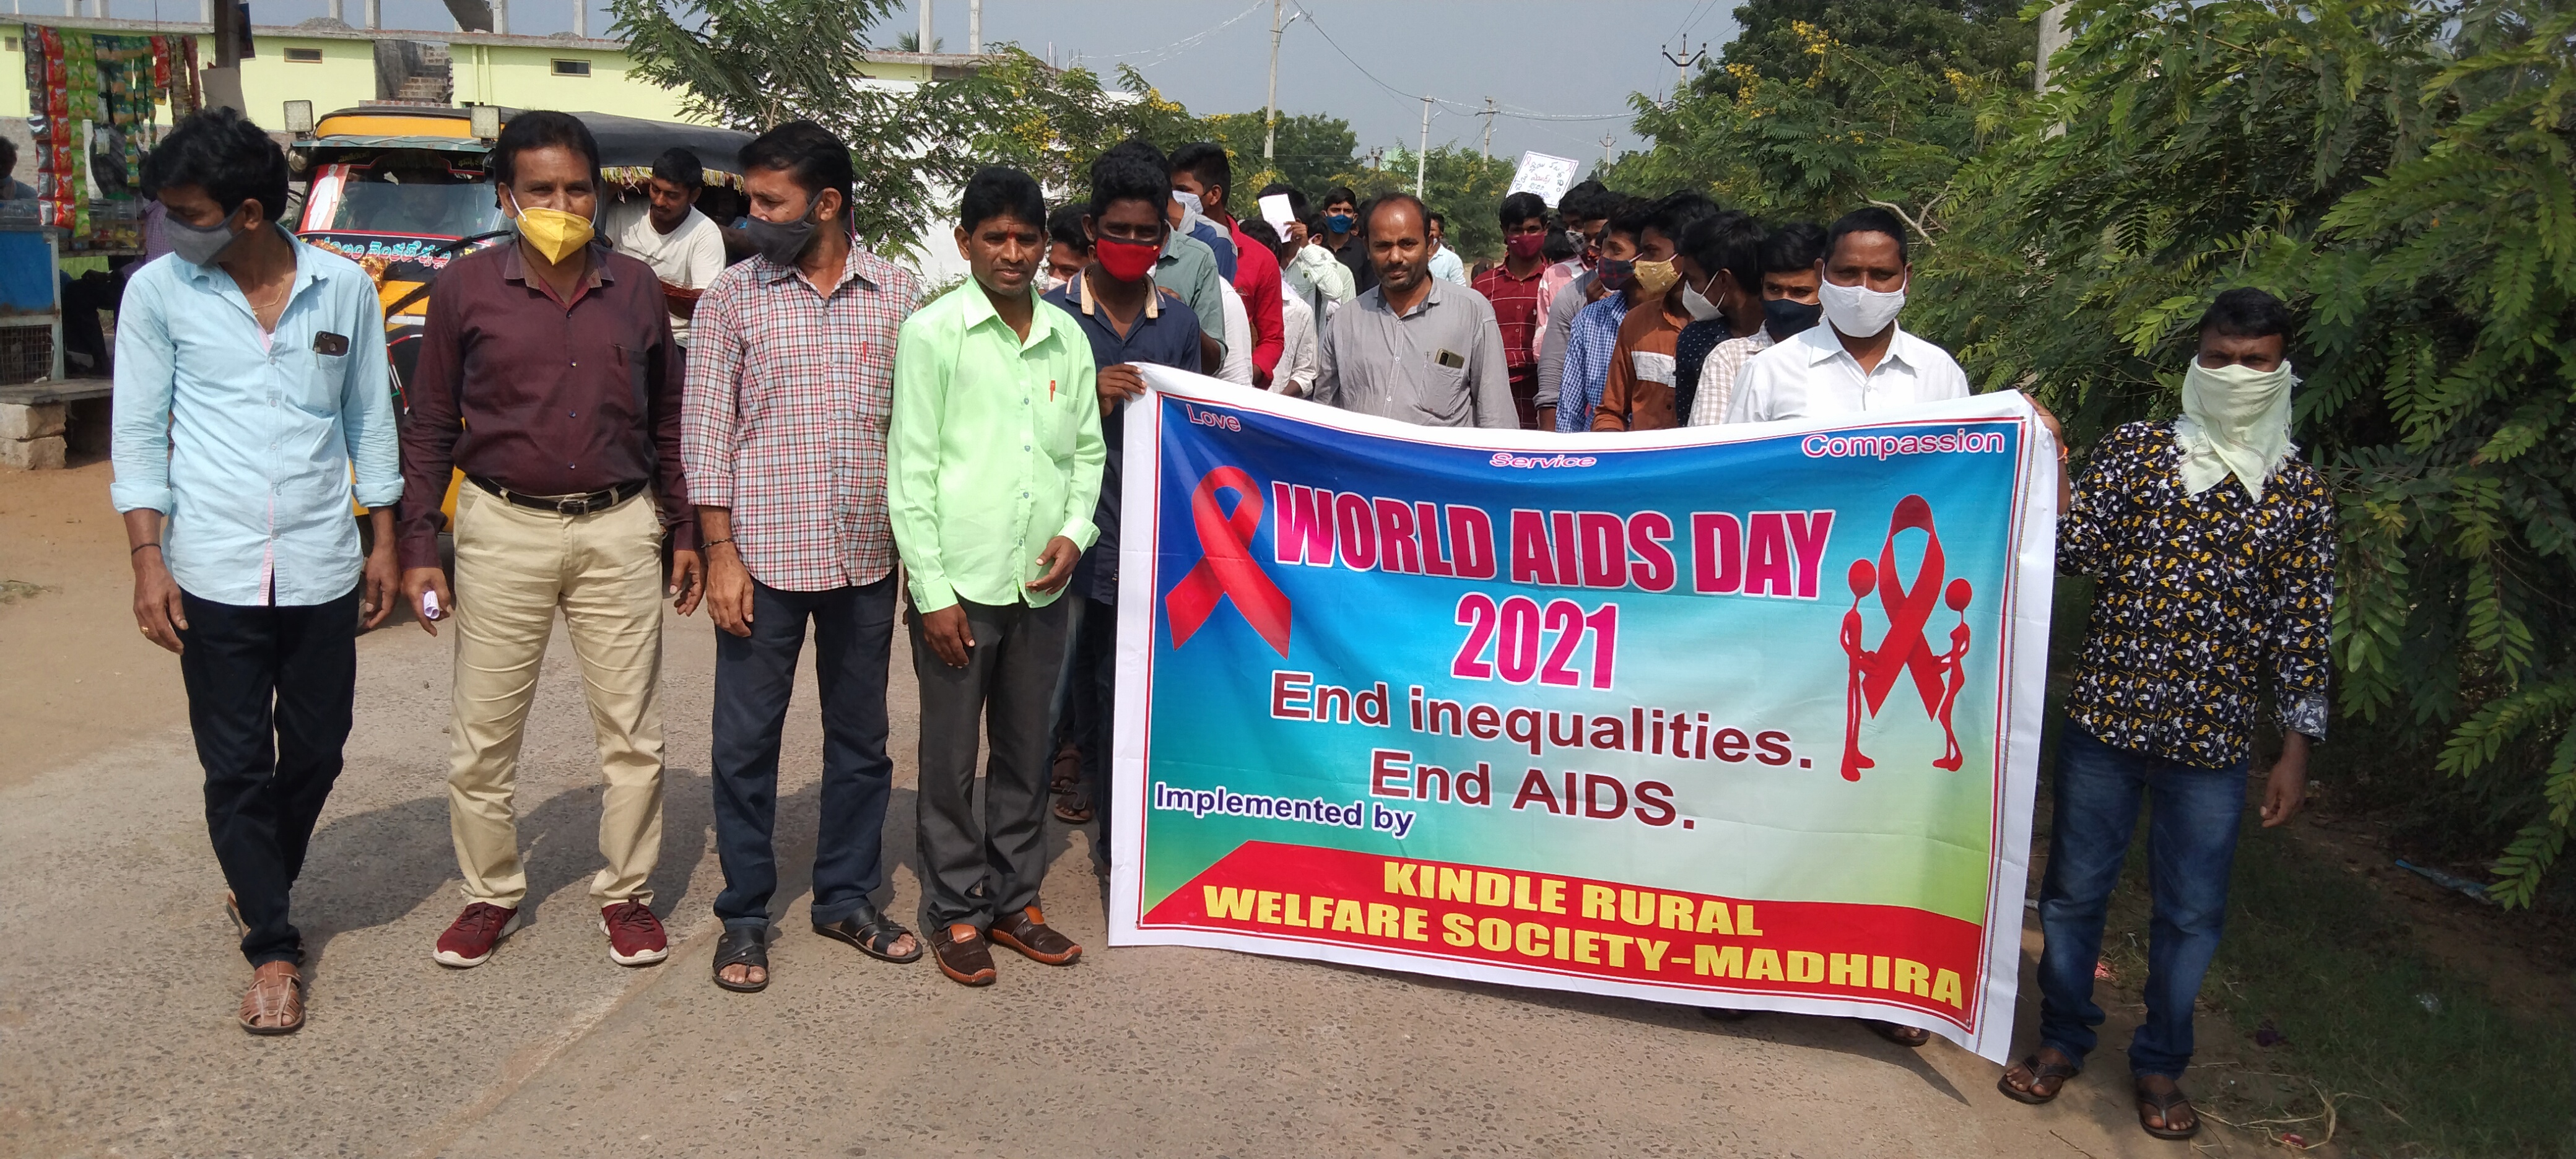 Love
Service
Compassion
WORLD AIDS DAY
2021
End inequalities.
End AIDS.
Implemented by
KINDLE RURAL
WELFARE SOCIETY-MADHIRA